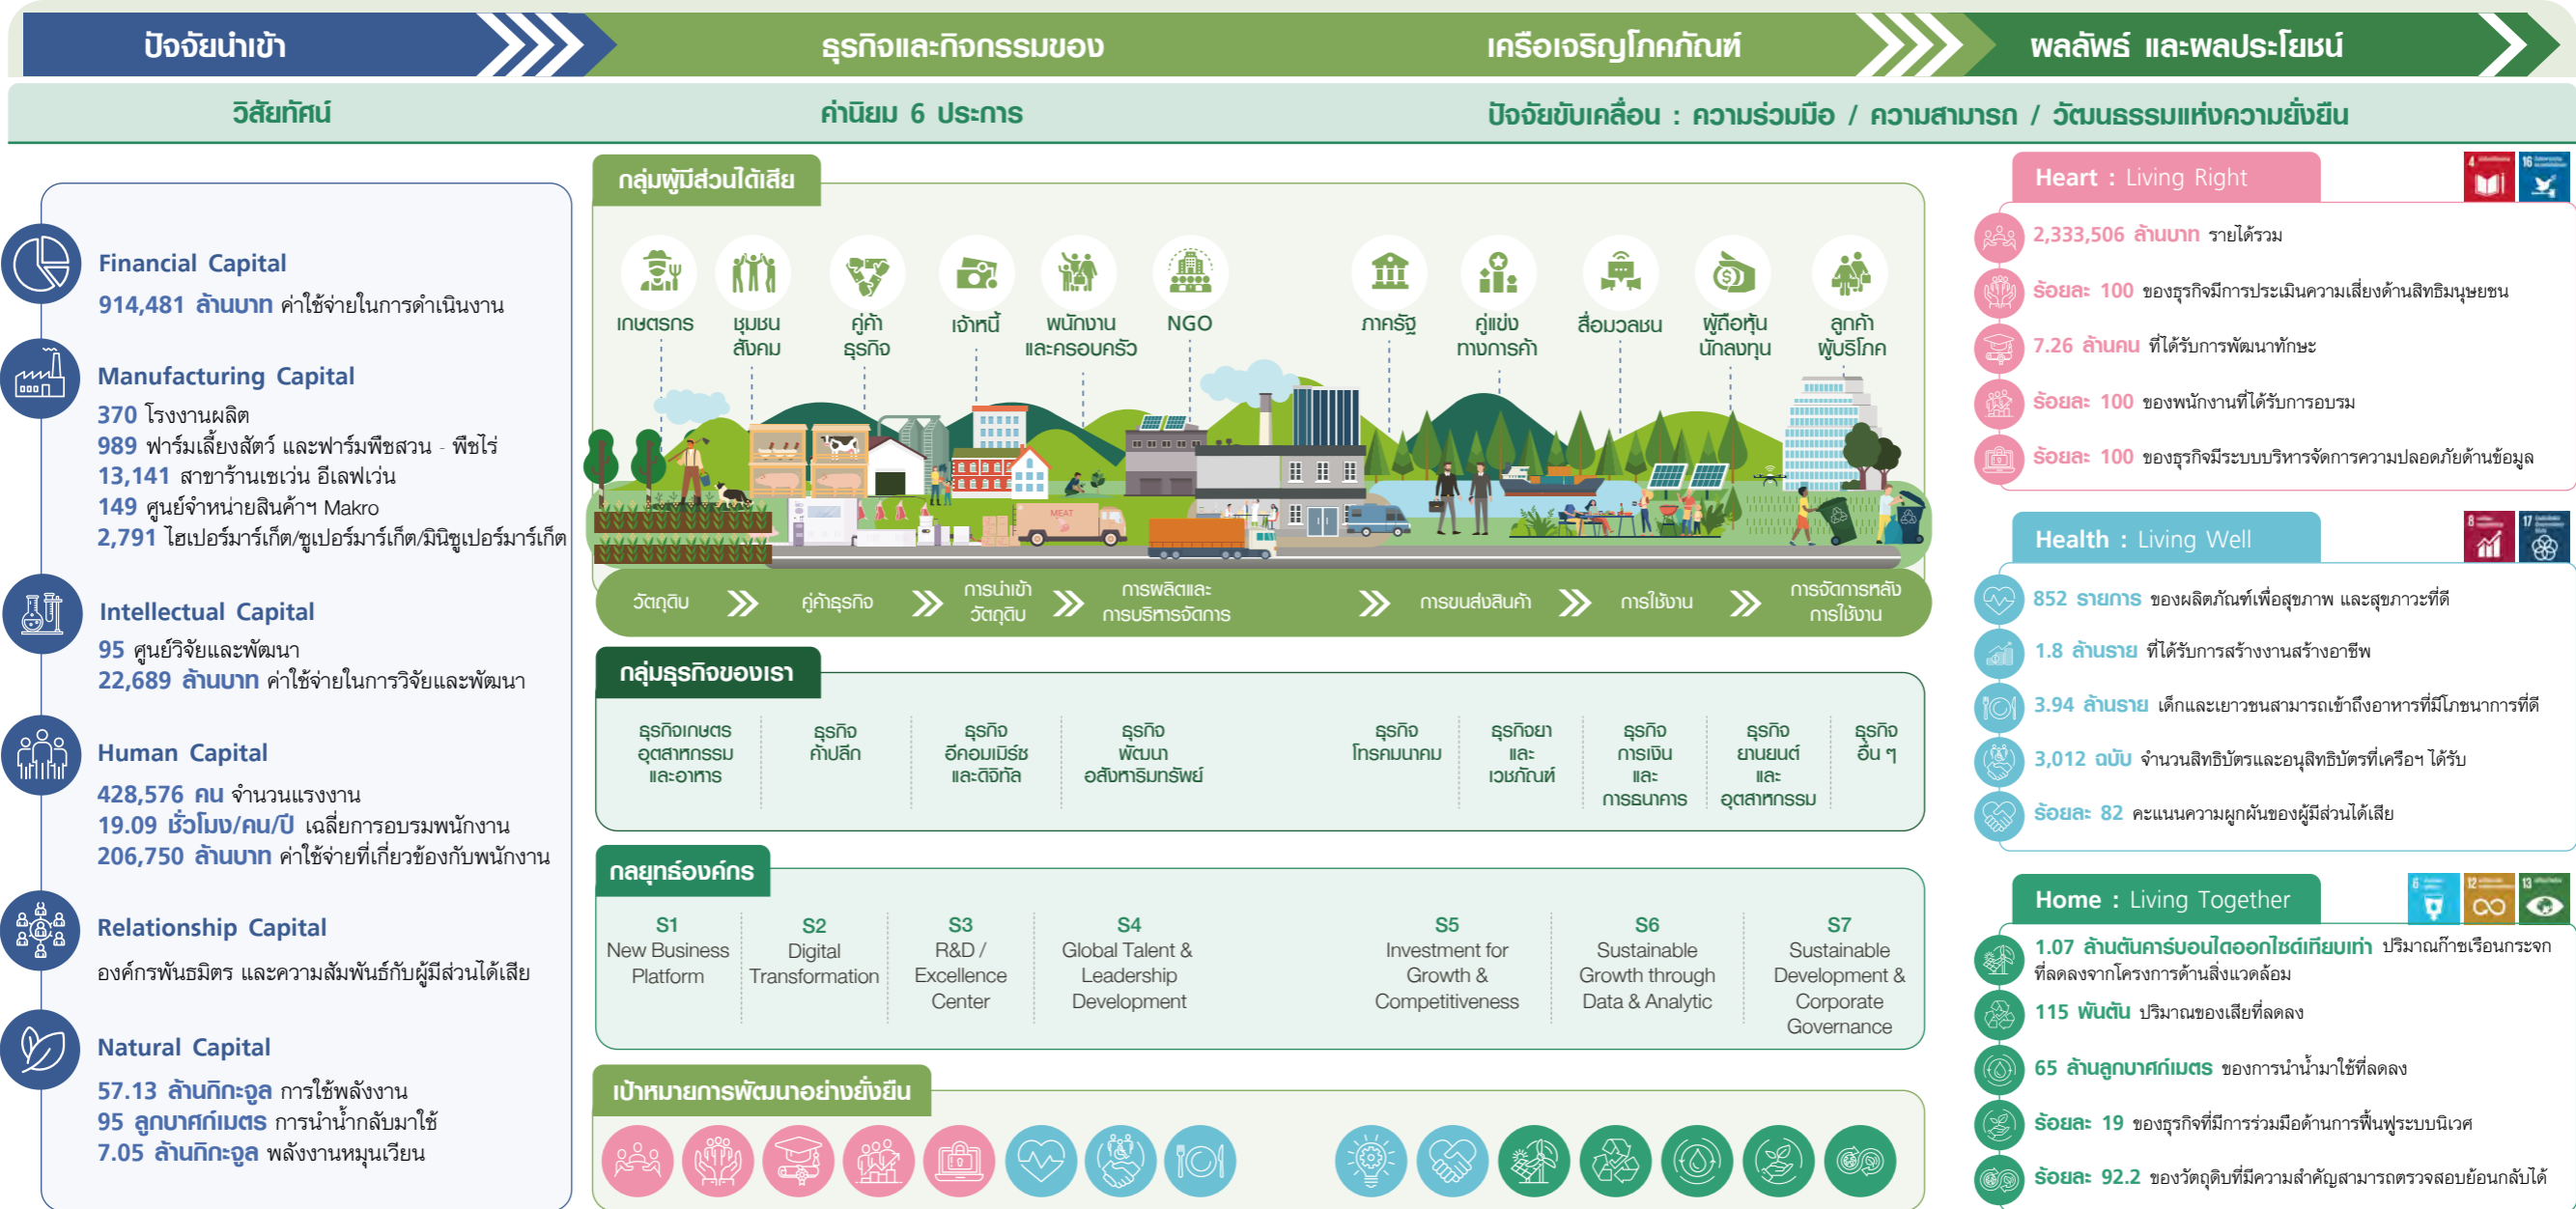 ปัจจัยนำเข้า
ธุรกิจและกิจกรรมของ
เครือเจริญโภคภัณฑ์
ผลลัพธ์ และผลประโยชน์
วิสัยทัศน์
ค่านิยม 6 ประการ
ปัจจัยขับเคลื่อน : ความร่วมมือ / ความสามารถ / วัฒนธรรมแห่งความยั่งยืน
Financial Capital
914,481 ล้านบาท ค่าใช้จ่ายในการดำเนินงาน
Manufacturing Capital
370 โรงงานผลิต
989 ฟาร์มเลี้ยงสัตว์ และฟาร์มพืชสวน - พืชไร่
13,141 สาขาร้านเซเว่น อีเลฟเว่น
149 ศูนย์จำหน่ายสินค้าฯ Makro
2,791 ไฮเปอร์มาร์เก็ต/ซูเปอร์มาร์เก็ต/มินิซูเปอร์มาร์เก็ต
Intellectual Capital
95 ศูนย์วิจัยและพัฒนา
22,689 ล้านบาท ค่าใช้จ่ายในการวิจัยและพัฒนา
Human Capital
428,576 คน จำนวนแรงงาน
19.09 ชั่วโมง/คน/ปี เฉลี่ยการอบรมพนักงาน
206,750 ล้านบาท ค่าใช้จ่ายที่เกี่ยวข้องกับพนักงาน
Relationship Capital
องค์กรพันธมิตร และความสัมพันธ์กับผู้มีส่วนได้เสีย
Natural Capital
57.13 ล้านกิกะจูล การใช้พลังงาน
95 ลูกบาศก์เมตร การนำน้ำกลับมาใช้
7.05 ล้านกิกะจูล พลังงานหมุนเวียน
กลุ่มผู้มีส่วนได้เสีย
เกษตรกร
ชุมชน
สังคม
คู่ค้า
ธุรกิจ
เจ้าหนี้
พนักงาน
และครอบครัว
NGO
ภาครัฐ
คู่แข่ง
ทางการค้า
สื่อมวลชน
ผู้ถือหุ้น
นักลงทุน
ลูกค้า
ผู้บริโภค
MEAT
วัตถุดิบ
คู่ค้าธุรกิจ
การนำเข้า
วัตถุดิบ
การผลิตและ
การบริหารจัดการ
การขนส่งสินค้า
การใช้งาน
การจัดการหลัง
การใช้งาน
กลุ่มธุรกิจของเรา
ธุรกิจเกษตร
อุตสาหกรรม
และอาหาร
ธุรกิจ
ค้าปลีก
ธุรกิจ
อีคอมเมิร์ซ
และดิจิทัล
ธุรกิจ
พัฒนา
อสังหาริมทรัพย์
ธุรกิจ
โทรคมนาคม
ธุรกิจยา
และ
เวชภัณฑ์
ธุรกิจ
การเงิน
และ
การธนาคาร
ธุรกิจ
ยานยนต์
และ
อุตสาหกรรม
ธุรกิจ
อื่น ๆ
กลยุทธ์องค์กร
S1
New Business
Platform
S2
Digital
Transformation
S3
R&D /
Excellence
Center
S4
Global Talent &
Leadership
Development
S5
Investment for
Growth &
Competitiveness
S6
Sustainable
Growth through
Data & Analytic
S7
Sustainable
Development &
Corporate
Governance
เป้าหมายการพัฒนาอย่างยั่งยืน
Heart : Living Right
4
16
2,333,506 ล้านบาท รายได้รวม
ร้อยละ 100 ของธุรกิจมีการประเมินความเสี่ยงด้านสิทธิมนุษยชน
7.26 ล้านคน ที่ได้รับการพัฒนาทักษะ
ร้อยละ 100 ของพนักงานที่ได้รับการอบรม
ร้อยละ 100 ของธุรกิจมีระบบบริหารจัดการความปลอดภัยด้านข้อมูล
Health : Living Well
8
17
852 รายการ ของผลิตภัณฑ์เพื่อสุขภาพ และสุขภาวะที่ดี
1.8 ล้านราย ที่ได้รับการสร้างงานสร้างอาชีพ
3.94 ล้านราย เด็กและเยาวชนสามารถเข้าถึงอาหารที่มีโภชนาการที่ดี
3,012 ฉบับ จำนวนสิทธิบัตรและอนุสิทธิบัตรที่เครือฯ ได้รับ
ร้อยละ 82 คะแนนความผูกผันของผู้มีส่วนได้เสีย
Home : Living Together
6
12
13
1.07 ล้านตันคาร์บอนไดออกไซด์เทียบเท่า ปริมาณก๊าซเรือนกระจก
ที่ลดลงจากโครงการด้านสิ่งแวดล้อม
115 พันตัน ปริมาณของเสียที่ลดลง
65 ล้านลูกบาศก์เมตร ของการนำน้ำมาใช้ที่ลดลง
ร้อยละ 19 ของธุรกิจที่มีการร่วมมือด้านการฟื้นฟูระบบนิเวศ
ร้อยละ 92.2 ของวัตถุดิบที่มีความสำคัญสามารถตรวจสอบย้อนกลับได้